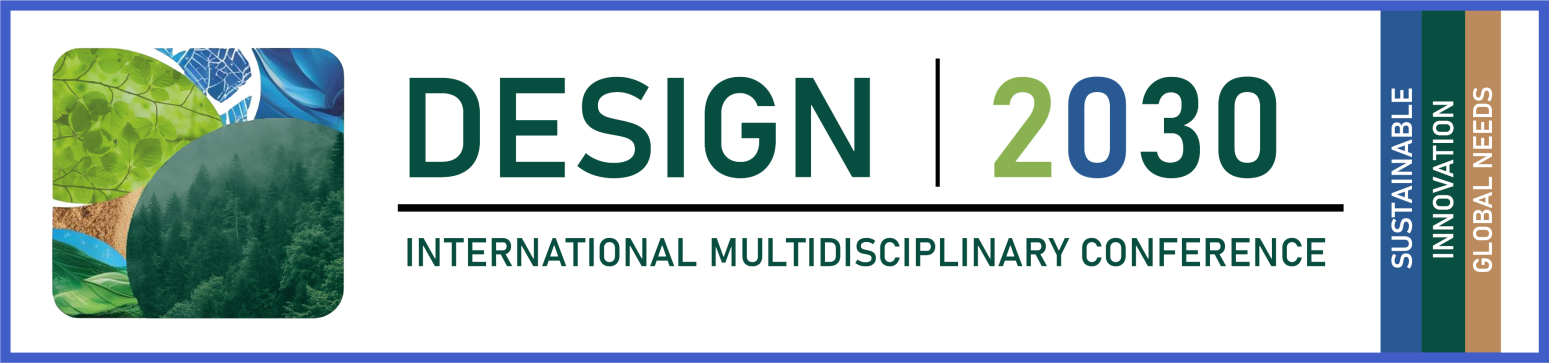 DESIGN | 2030
INTERNATIONAL MULTIDISCIPLINARY CONFERENCE
SUSTAINABLE
INNOVATION
GLOBAL NEEDS